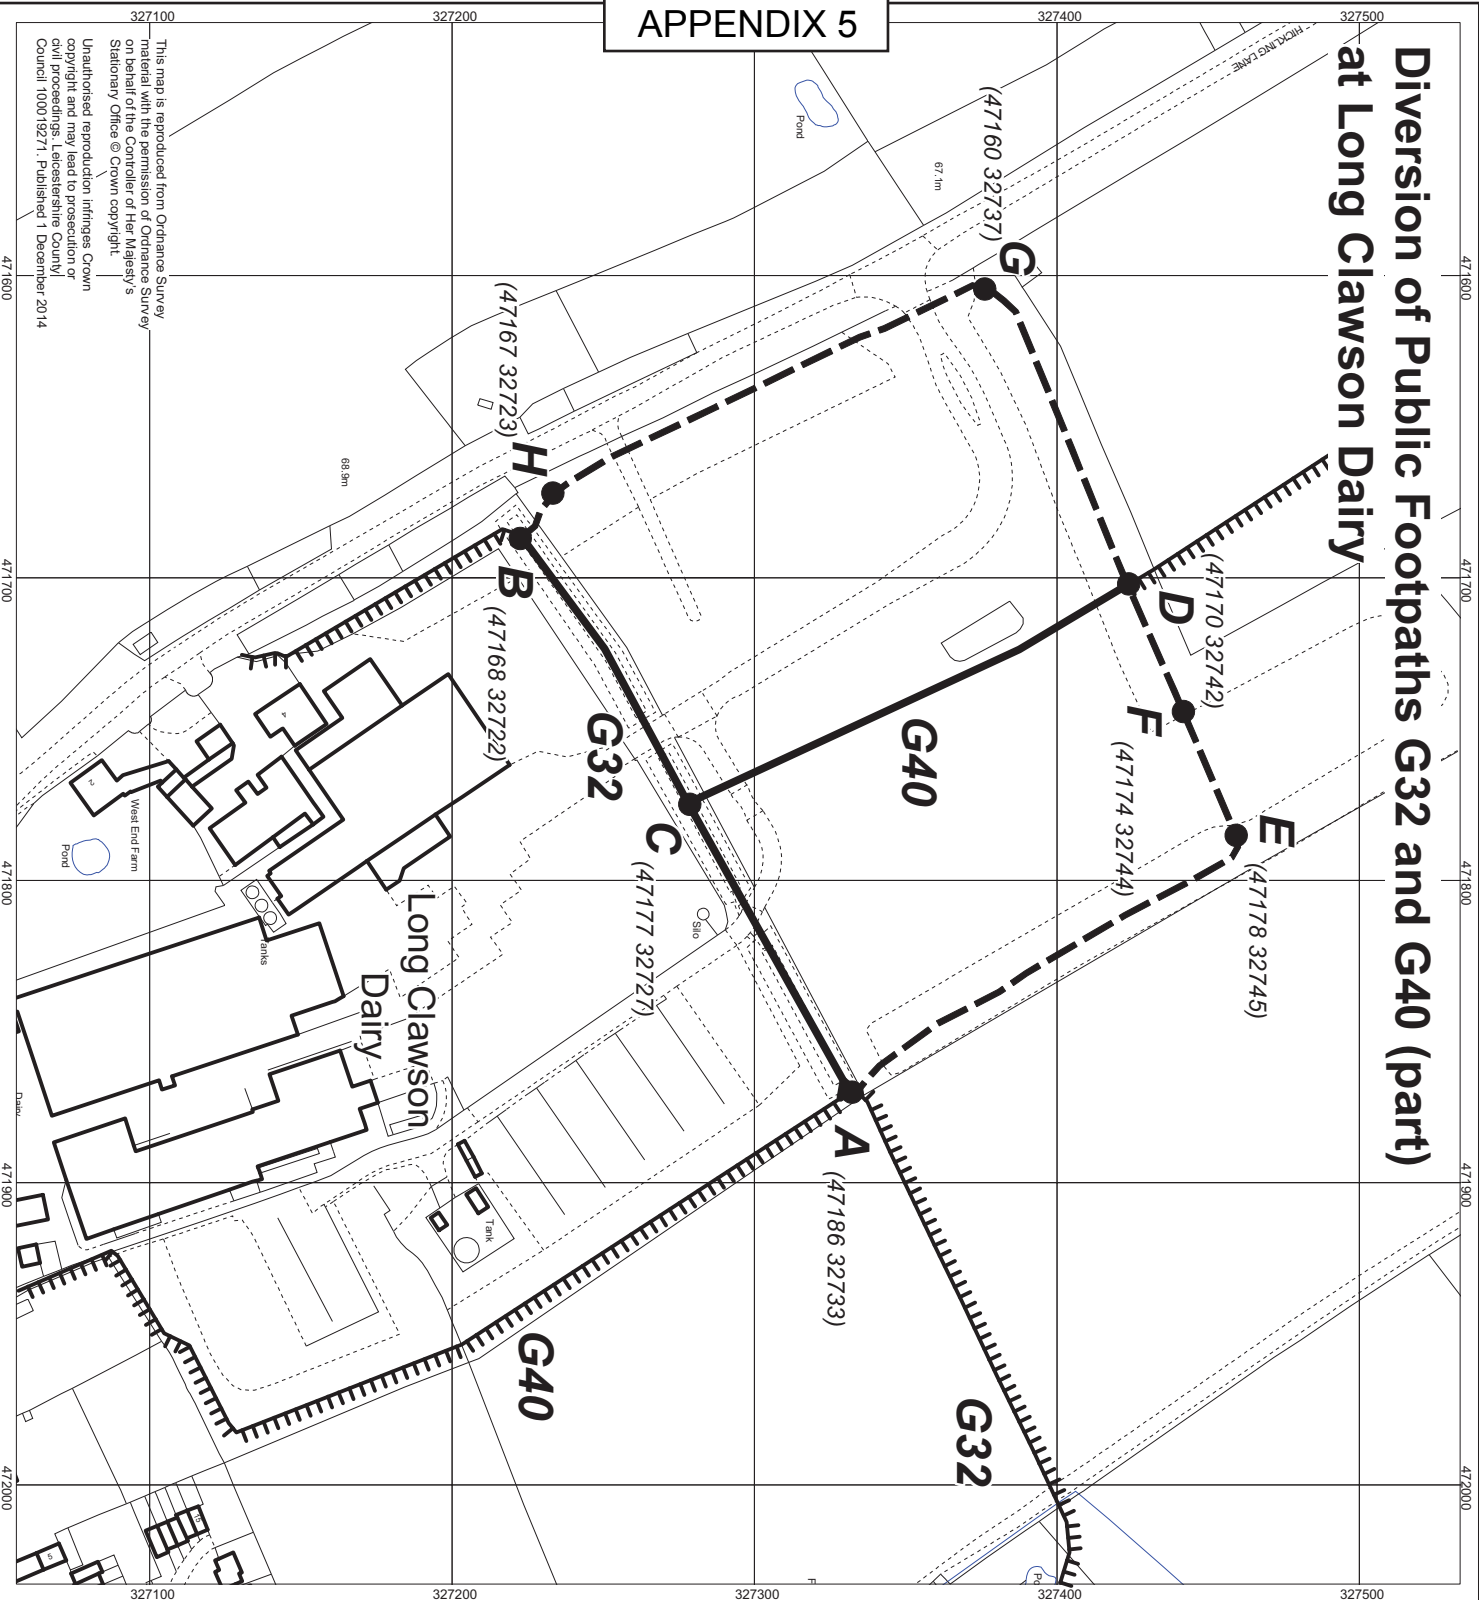 APPENDIX 5
Diversion of Public Footpaths G32 and G40 (part)
at Long Clawson Dairy
327100
327200
327400
327500
471600
471700
471800
471900
472000
471600
471700
471800
471900
472000
327100
327200
327300
327400
327500
HICKLING LANE
Pond
67.1m
G
(47160 32737)
H
(47167 32723)
B
(47168 32722)
D
(47170 32742)
F
(47174 32744)
E
(47178 32745)
G40
G32
C
(47177 32727)
A
(47186 32733)
G32
G40
68.9m
4
2
West End Farm
Pond
Silo
Tank
Long Clawson
Dairy
15
5
This map is reproduced from Ordnance Survey
material with the permission of Ordnance Survey
on behalf of the Controller of Her Majesty's
Stationary Office © Crown copyright.
Unauthorised reproduction infringes Crown
copyright and may lead to prosecution or
civil proceedings. Leicestershire County
Council 100019271. Published 1 December 2014